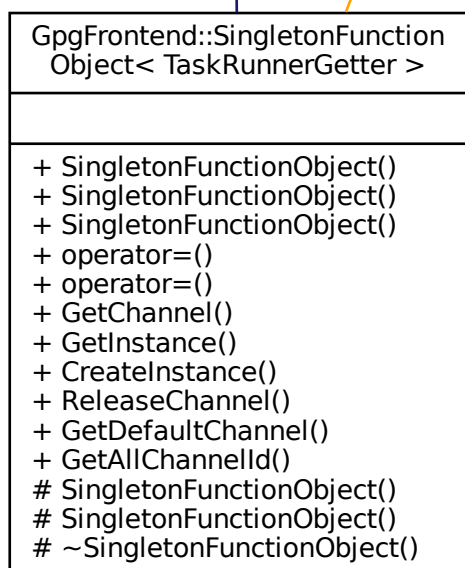 GpgFrontend::SingletonFunction
Object< TaskRunnerGetter >
+ SingletonFunctionObject()
+ SingletonFunctionObject()
+ SingletonFunctionObject()
+ operator=()
+ operator=()
+ GetChannel()
+ GetInstance()
+ CreateInstance()
+ ReleaseChannel()
+ GetDefaultChannel()
+ GetAllChannelId()
# SingletonFunctionObject()
# SingletonFunctionObject()
# ~SingletonFunctionObject()